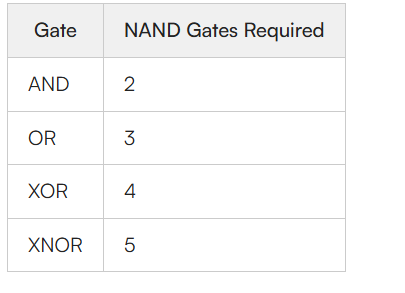 Gate NAND Gates Required
AND 2
OR 3
XOR 4
XNOR 5